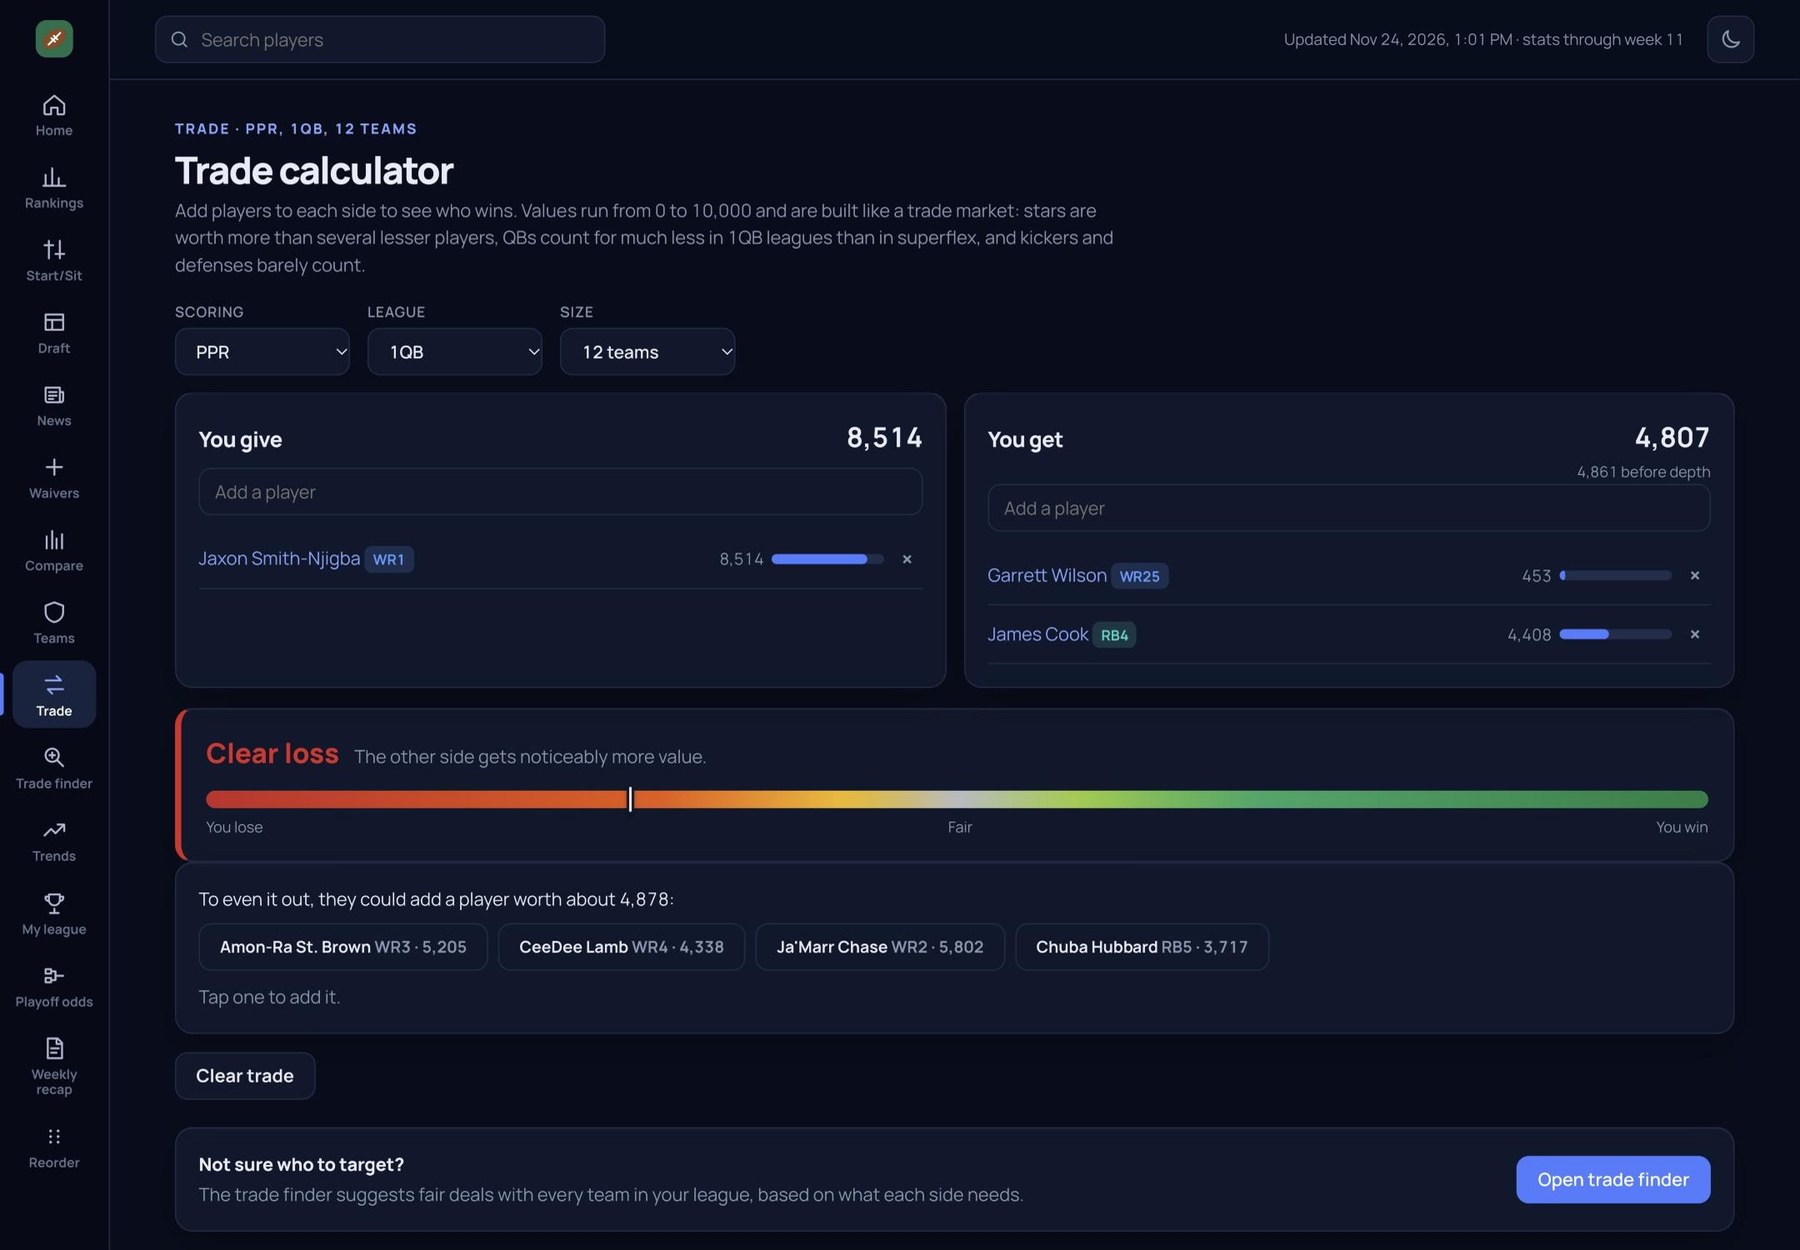 Search players
Updated Nov 24, 2026, 1:01 PM · stats through week 11
Home
Rankings
Start/Sit
Draft
News
Waivers
Compare
Teams
Trade
Trade finder
Trends
My league
Playoff odds
Weekly
recap
Reorder
TRADE · PPR, 1QB, 12 TEAMS
Trade calculator
Add players to each side to see who wins. Values run from 0 to 10,000 and are built like a trade market: stars are
worth more than several lesser players, QBs count for much less in 1QB leagues than in superflex, and kickers and
defenses barely count.
SCORING LEAGUE SIZE
PPR 1QB 12 teams
You give 8,514
Add a player
Jaxon Smith-Njigba WR1 8,514 ×
You get 4,807
4,861 before depth
Add a player
Garrett Wilson WR25 453 ×
James Cook RB4 4,408 ×
Clear loss The other side gets noticeably more value.
You lose Fair You win
To even it out, they could add a player worth about 4,878:
Amon-Ra St. Brown WR3 · 5,205 CeeDee Lamb WR4 · 4,338 Ja'Marr Chase WR2 · 5,802 Chuba Hubbard RB5 · 3,717
Tap one to add it.
Clear trade
Not sure who to target?
The trade finder suggests fair deals with every team in your league, based on what each side needs.
Open trade finder